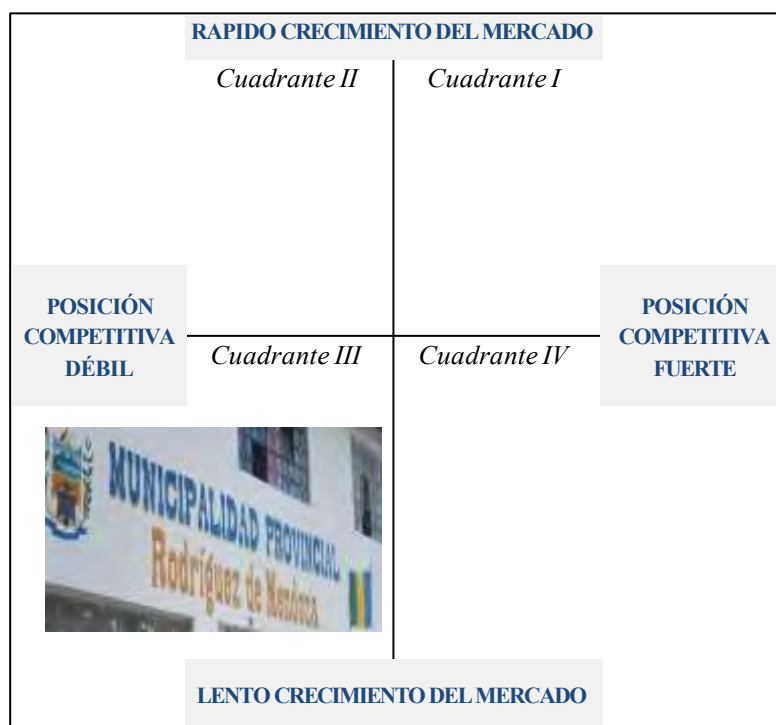 RAPIDO CRECIMIENTO DEL MERCADO
Cuadrante II
Cuadrante I
POSICIÓN
COMPETITIVA
DÉBIL
POSICIÓN
COMPETITIVA
FUERTE
Cuadrante III
Cuadrante IV
MUNICIPALIDAD PROVINCIAL
Rodríguez de Mendoza
LENTO CRECIMIENTO DEL MERCADO